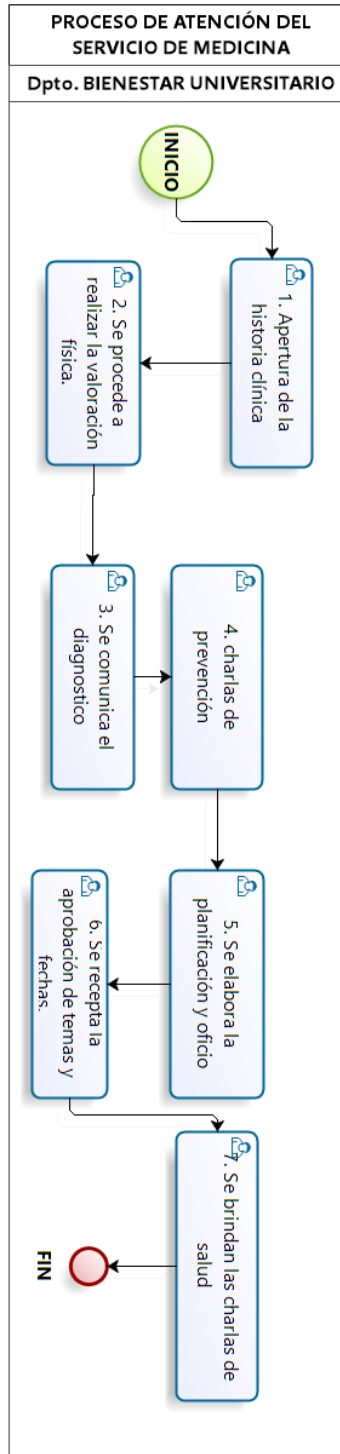 PROCESO DE ATENCIÓN DEL
SERVICIO DE MEDICINA
Dpto. BIENESTAR UNIVERSITARIO
INICIO
1. Apertura de la
historia clínica
2. Se procede a
realizar la valoración
física.
3. Se comunica el
diagnostico
4. charlas de
prevención
5. Se elabora la
planificación y oficio
6. Se recepta la
aprobación de temas y
fechas.
7. Se brindan las charlas de
salud
FIN